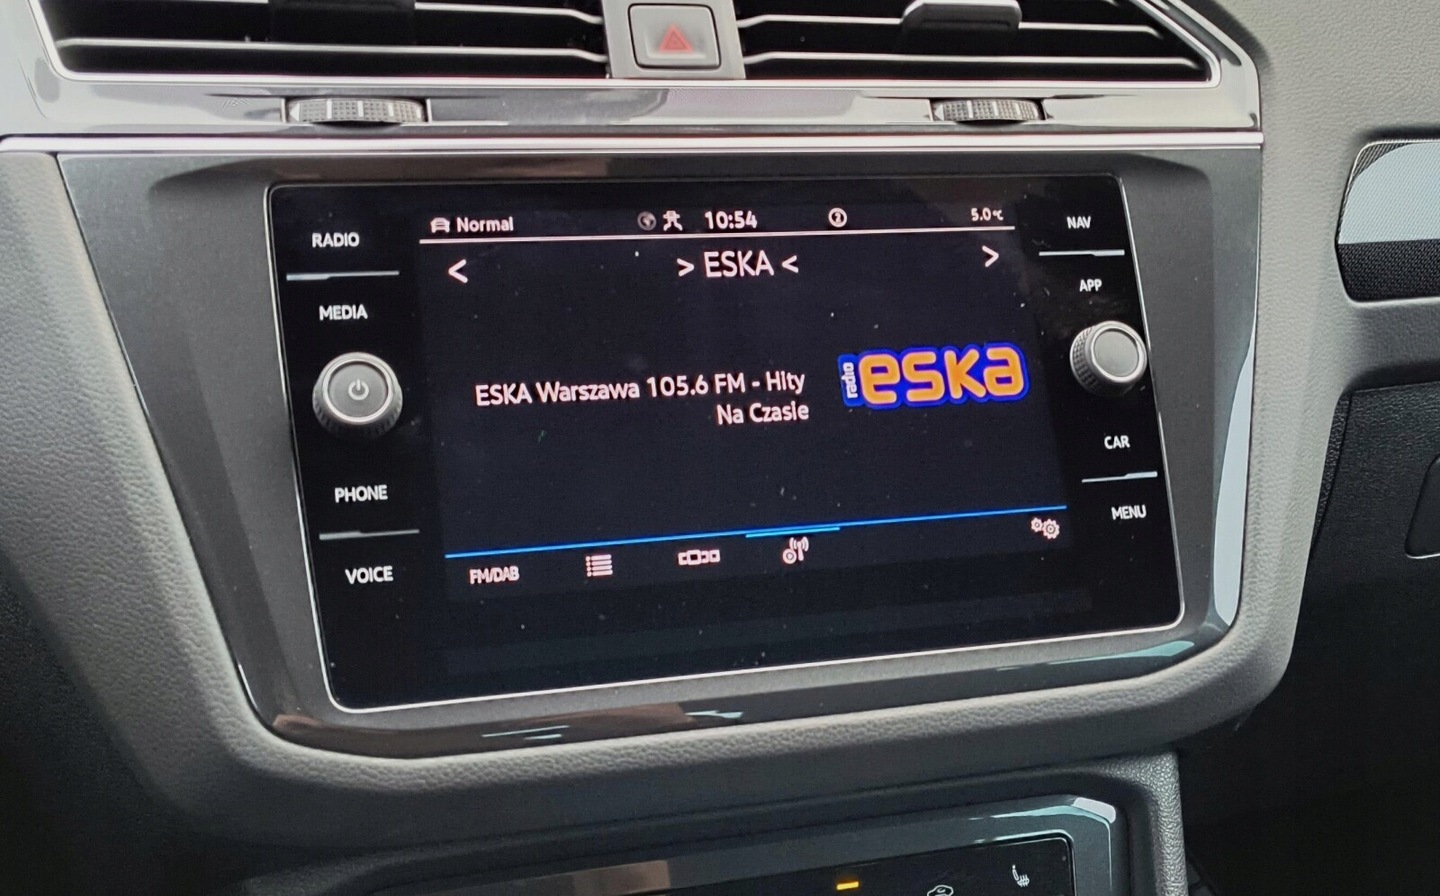 Normal 10:54 5.0°C
RADIO
NAV
> ESKA <
MEDIA
APP
ESKA Warszawa 105.6 FM - Hity
Na Czasie
radio eska
PHONE
CAR
VOICE
MENU
FM/DAB